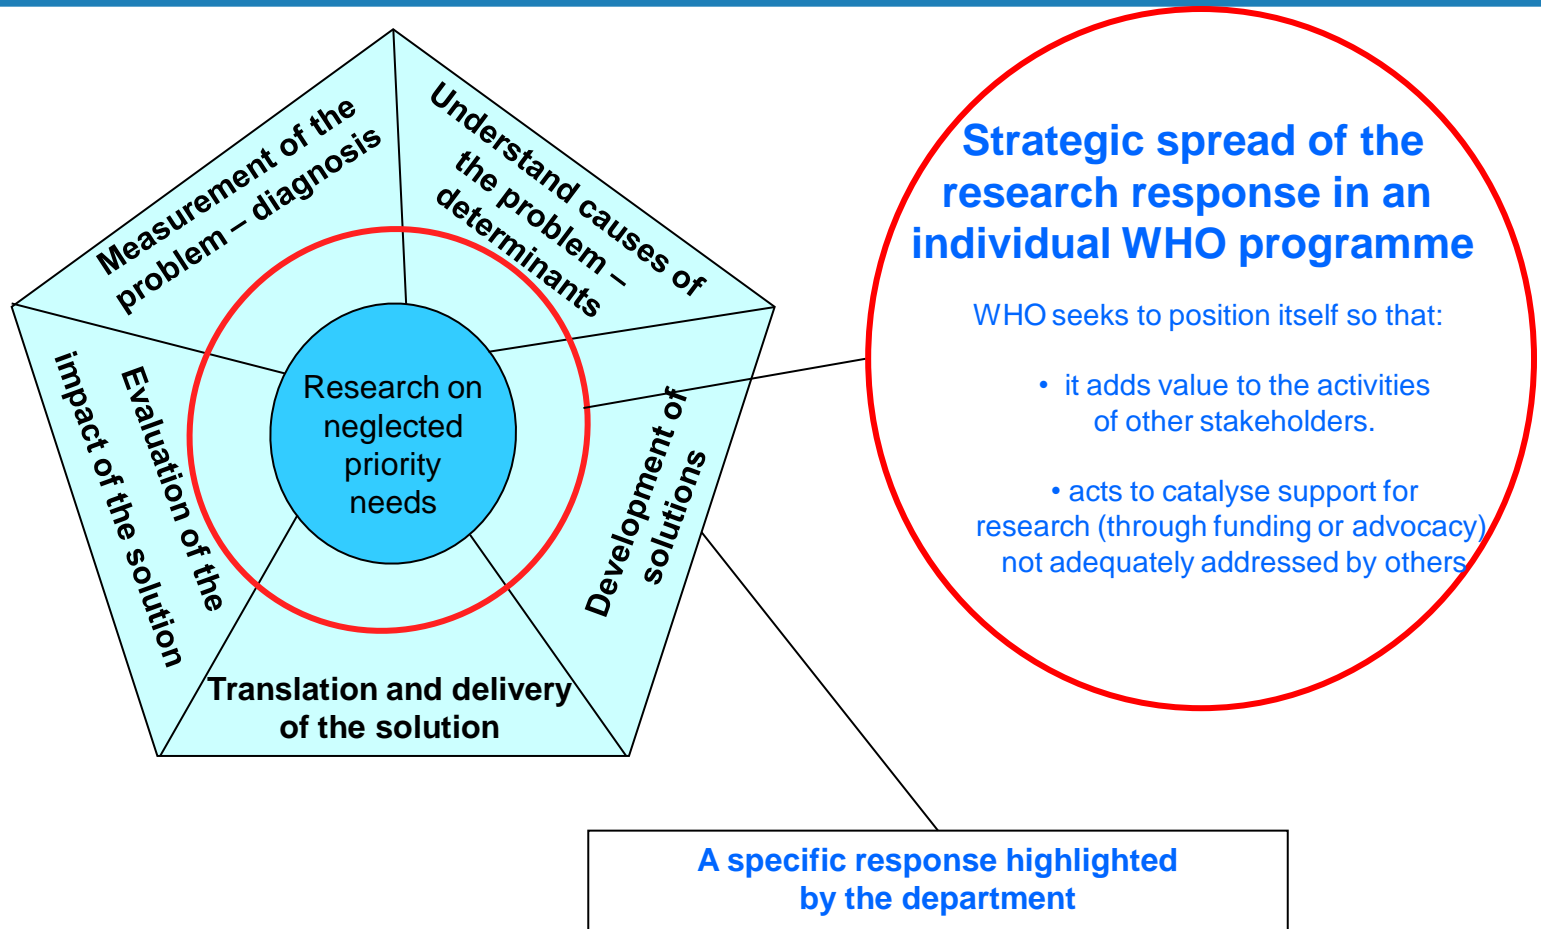 Measurement of the
problem – diagnosis
Understand causes of
the problem –
determinants
Evaluation of the
impact of the solution
Research on
neglected
priority
needs
Development of
solutions
Translation and delivery
of the solution
Strategic spread of the
research response in an
individual WHO programme
WHO seeks to position itself so that:
• it adds value to the activities
of other stakeholders.
• acts to catalyse support for
research (through funding or advocacy)
not adequately addressed by others
A specific response highlighted
by the department